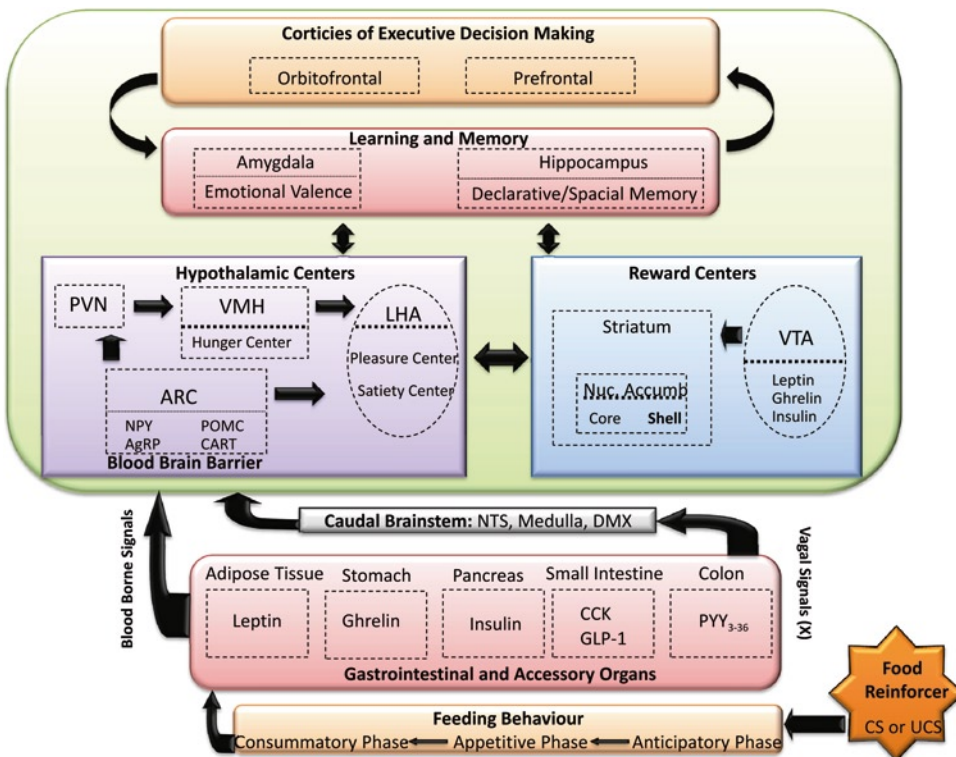 Corticies of Executive Decision Making
Orbitofrontal
Prefrontal
Learning and Memory
Amygdala
Emotional Valence
Hippocampus
Declarative/Spacial Memory
Hypothalamic Centers
PVN
VMH
Hunger Center
LHA
Pleasure Center
Satiety Center
ARC
NPY POMC
AgRP CART
Blood Brain Barrier
Reward Centers
Striatum
Nuc. Accumb
Core Shell
VTA
Leptin
Ghrelin
Insulin
Blood Borne Signals
Caudal Brainstem: NTS, Medulla, DMX
Vagal Signals (X)
Adipose Tissue
Leptin
Stomach
Ghrelin
Pancreas
Insulin
Small Intestine
CCK
GLP-1
Colon
PYY3-36
Gastrointestinal and Accessory Organs
Feeding Behaviour
Consummatory Phase Appetitive Phase Anticipatory Phase
Food
Reinforcer
CS or UCS